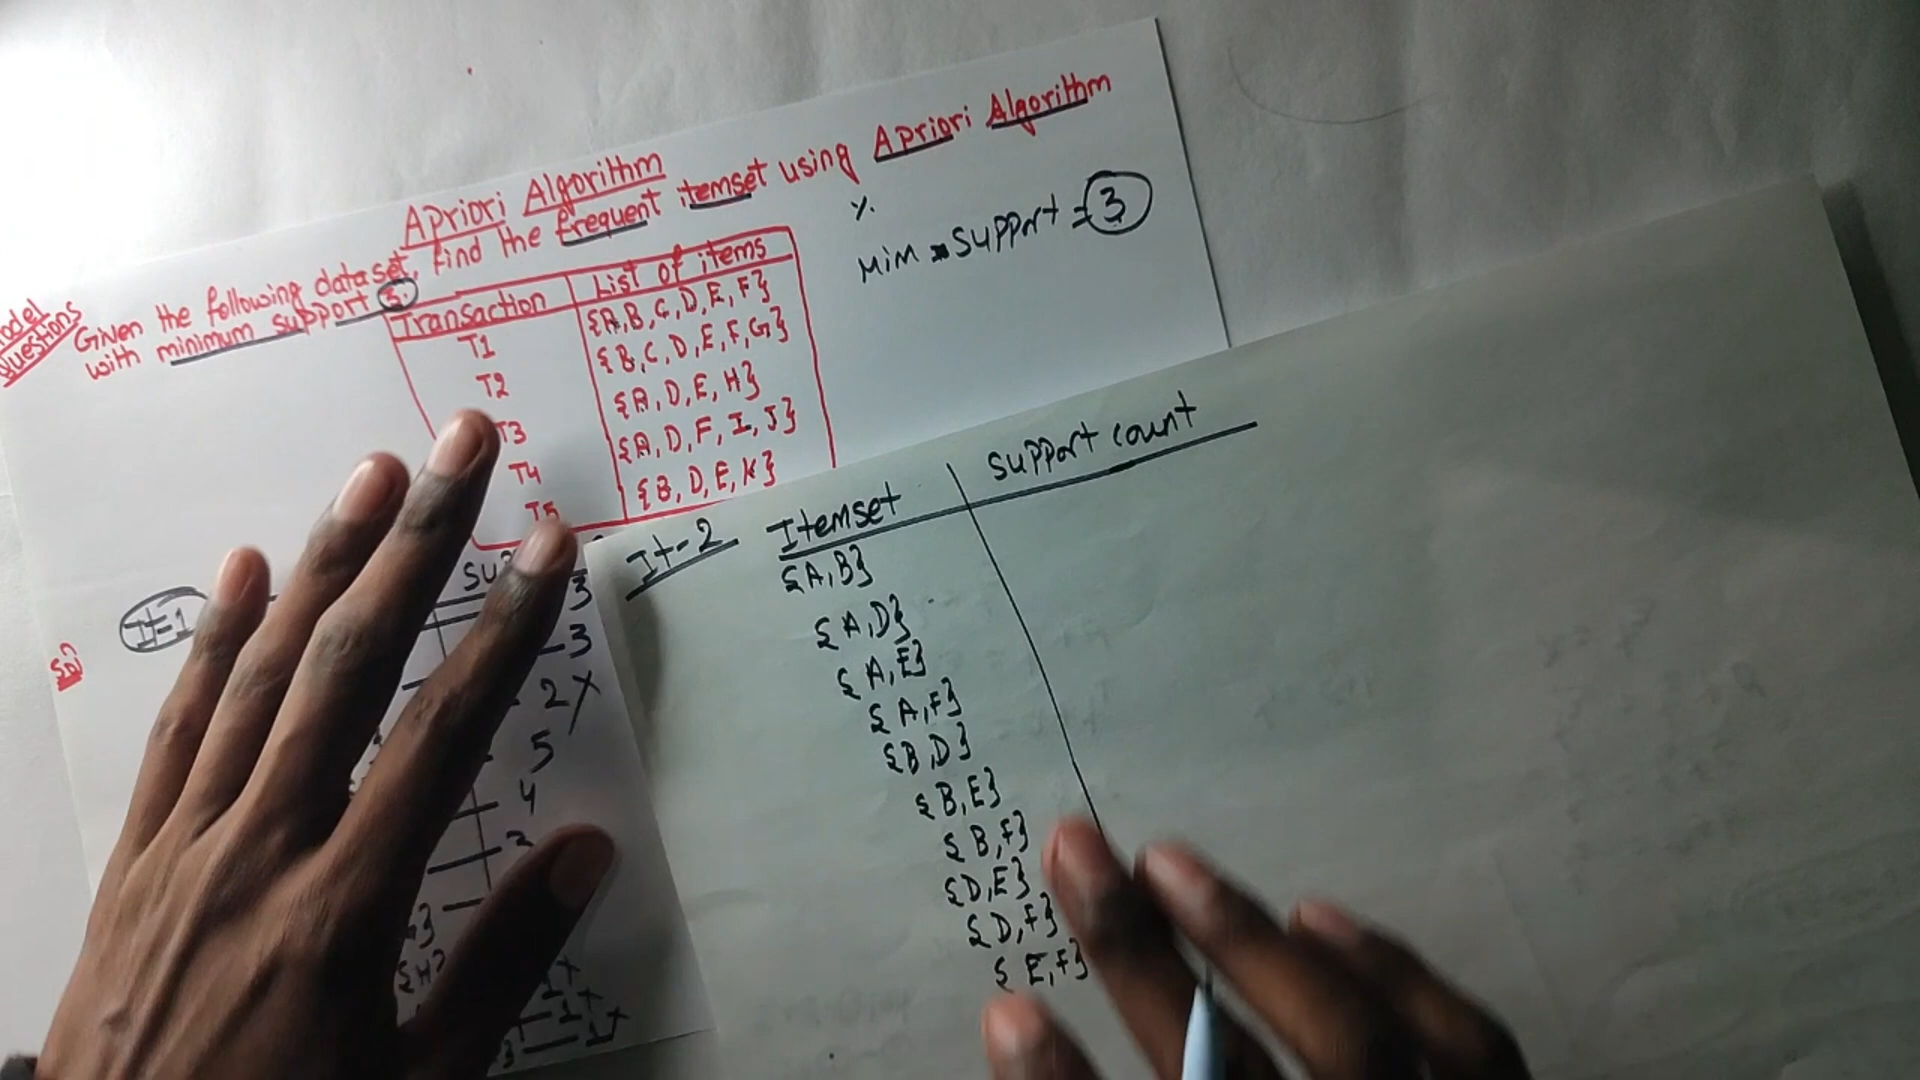 Apriori Algorithm
Given the following dataset, find the frequent itemset using Apriori Algorithm
with minimum support 3.
Questions
Transaction List of items
T1 {A,B,C,D,E,F}
T2 {B,C,D,E,F,G}
T3 {A,D,E,H}
T4 {A,D,F,I,J}
T5 {B,D,E,K}
%
Min support = 3
It-2 Itemset support count
{A,B}
{A,D}
{A,E}
{A,F}
{B,D}
{B,E}
{B,F}
{D,E}
{D,F}
{E,F}
Sol
It=1
3
3
2 X
5
4
{H}